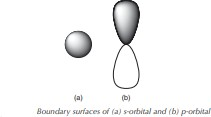 (a) (b)
Boundary surfaces of (a) s-orbital and (b) p-orbital